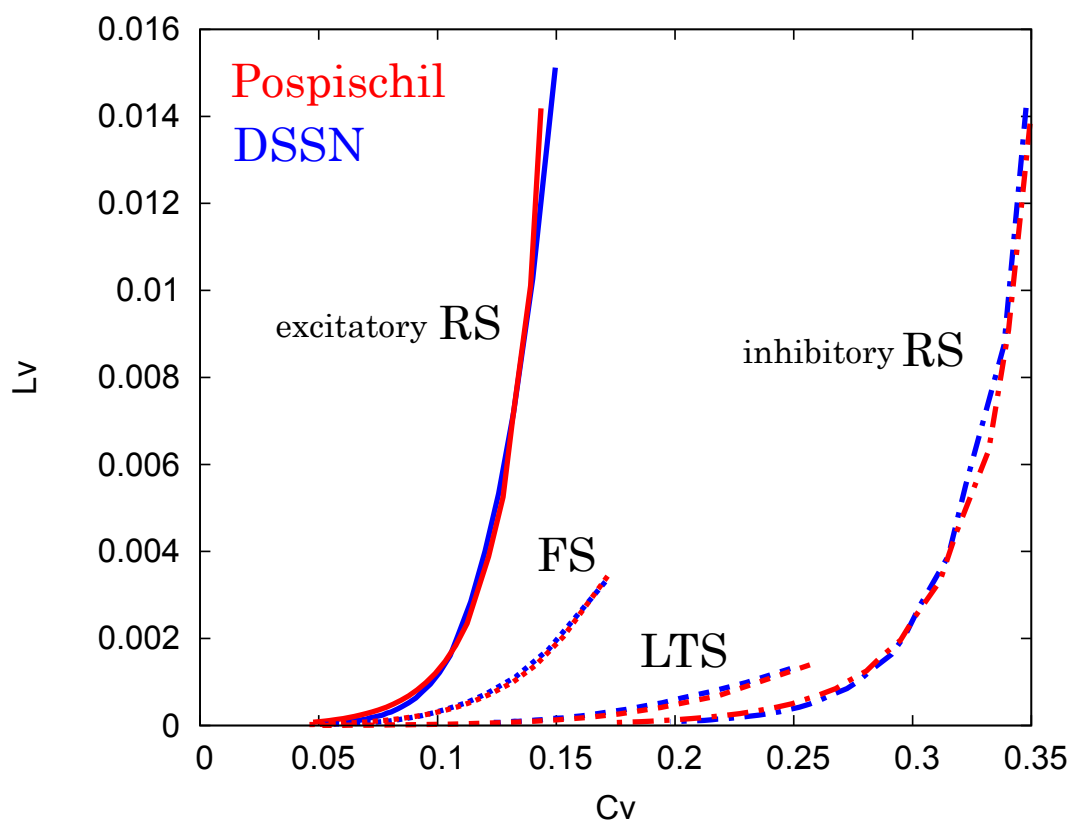 0.016
0.014
0.012
0.01
0.008
0.006
0.004
0.002
0
Lv
Pospischil
DSSN
excitatory RS
inhibitory RS
FS
LTS
0 0.05 0.1 0.15 0.2 0.25 0.3 0.35
Cv